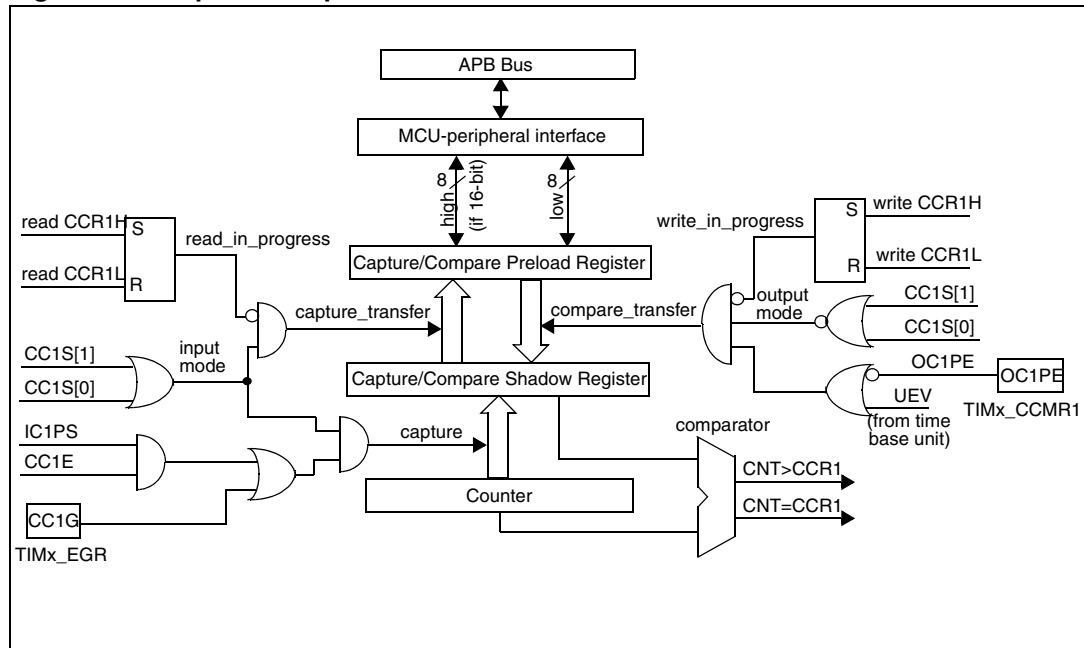 APB Bus
MCU-peripheral interface
8
high
(if 16-bit)
8
low
read CCR1H
S
read_in_progress
read CCR1L
R
write_in_progress
S
write CCR1H
R
write CCR1L
Capture/Compare Preload Register
capture_transfer
compare_transfer
output
mode
CC1S[1]
CC1S[0]
CC1S[1]
input
mode
CC1S[0]
Capture/Compare Shadow Register
OC1PE
OC1PE
UEV
TIMx_CCMR1
(from time
base unit)
IC1PS
CC1E
capture
comparator
CNT>CCR1
Counter
CNT=CCR1
CC1G
TIMx_EGR